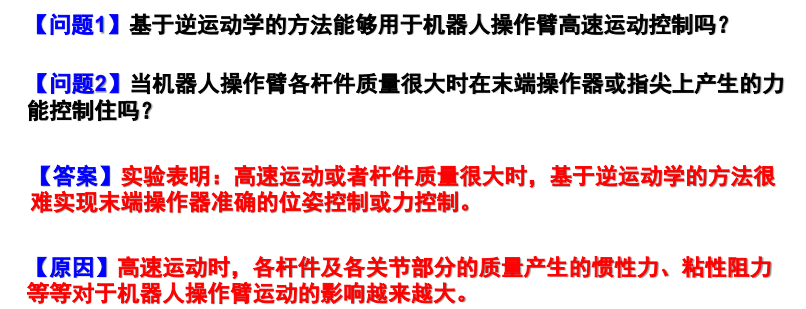 【问题1】基于逆运动学的方法能够用于机器人操作臂高速运动控制吗？
【问题2】当机器人操作臂各杆件质量很大时在末端操作器或指尖上产生的力
能控制住吗？
【答案】实验表明：高速运动或者杆件质量很大时，基于逆运动学的方法很
难实现末端操作器准确的位姿控制或力控制。
【原因】高速运动时，各杆件及各关节部分的质量产生的惯性力、粘性阻力
等等对于机器人操作臂运动的影响越来越大。